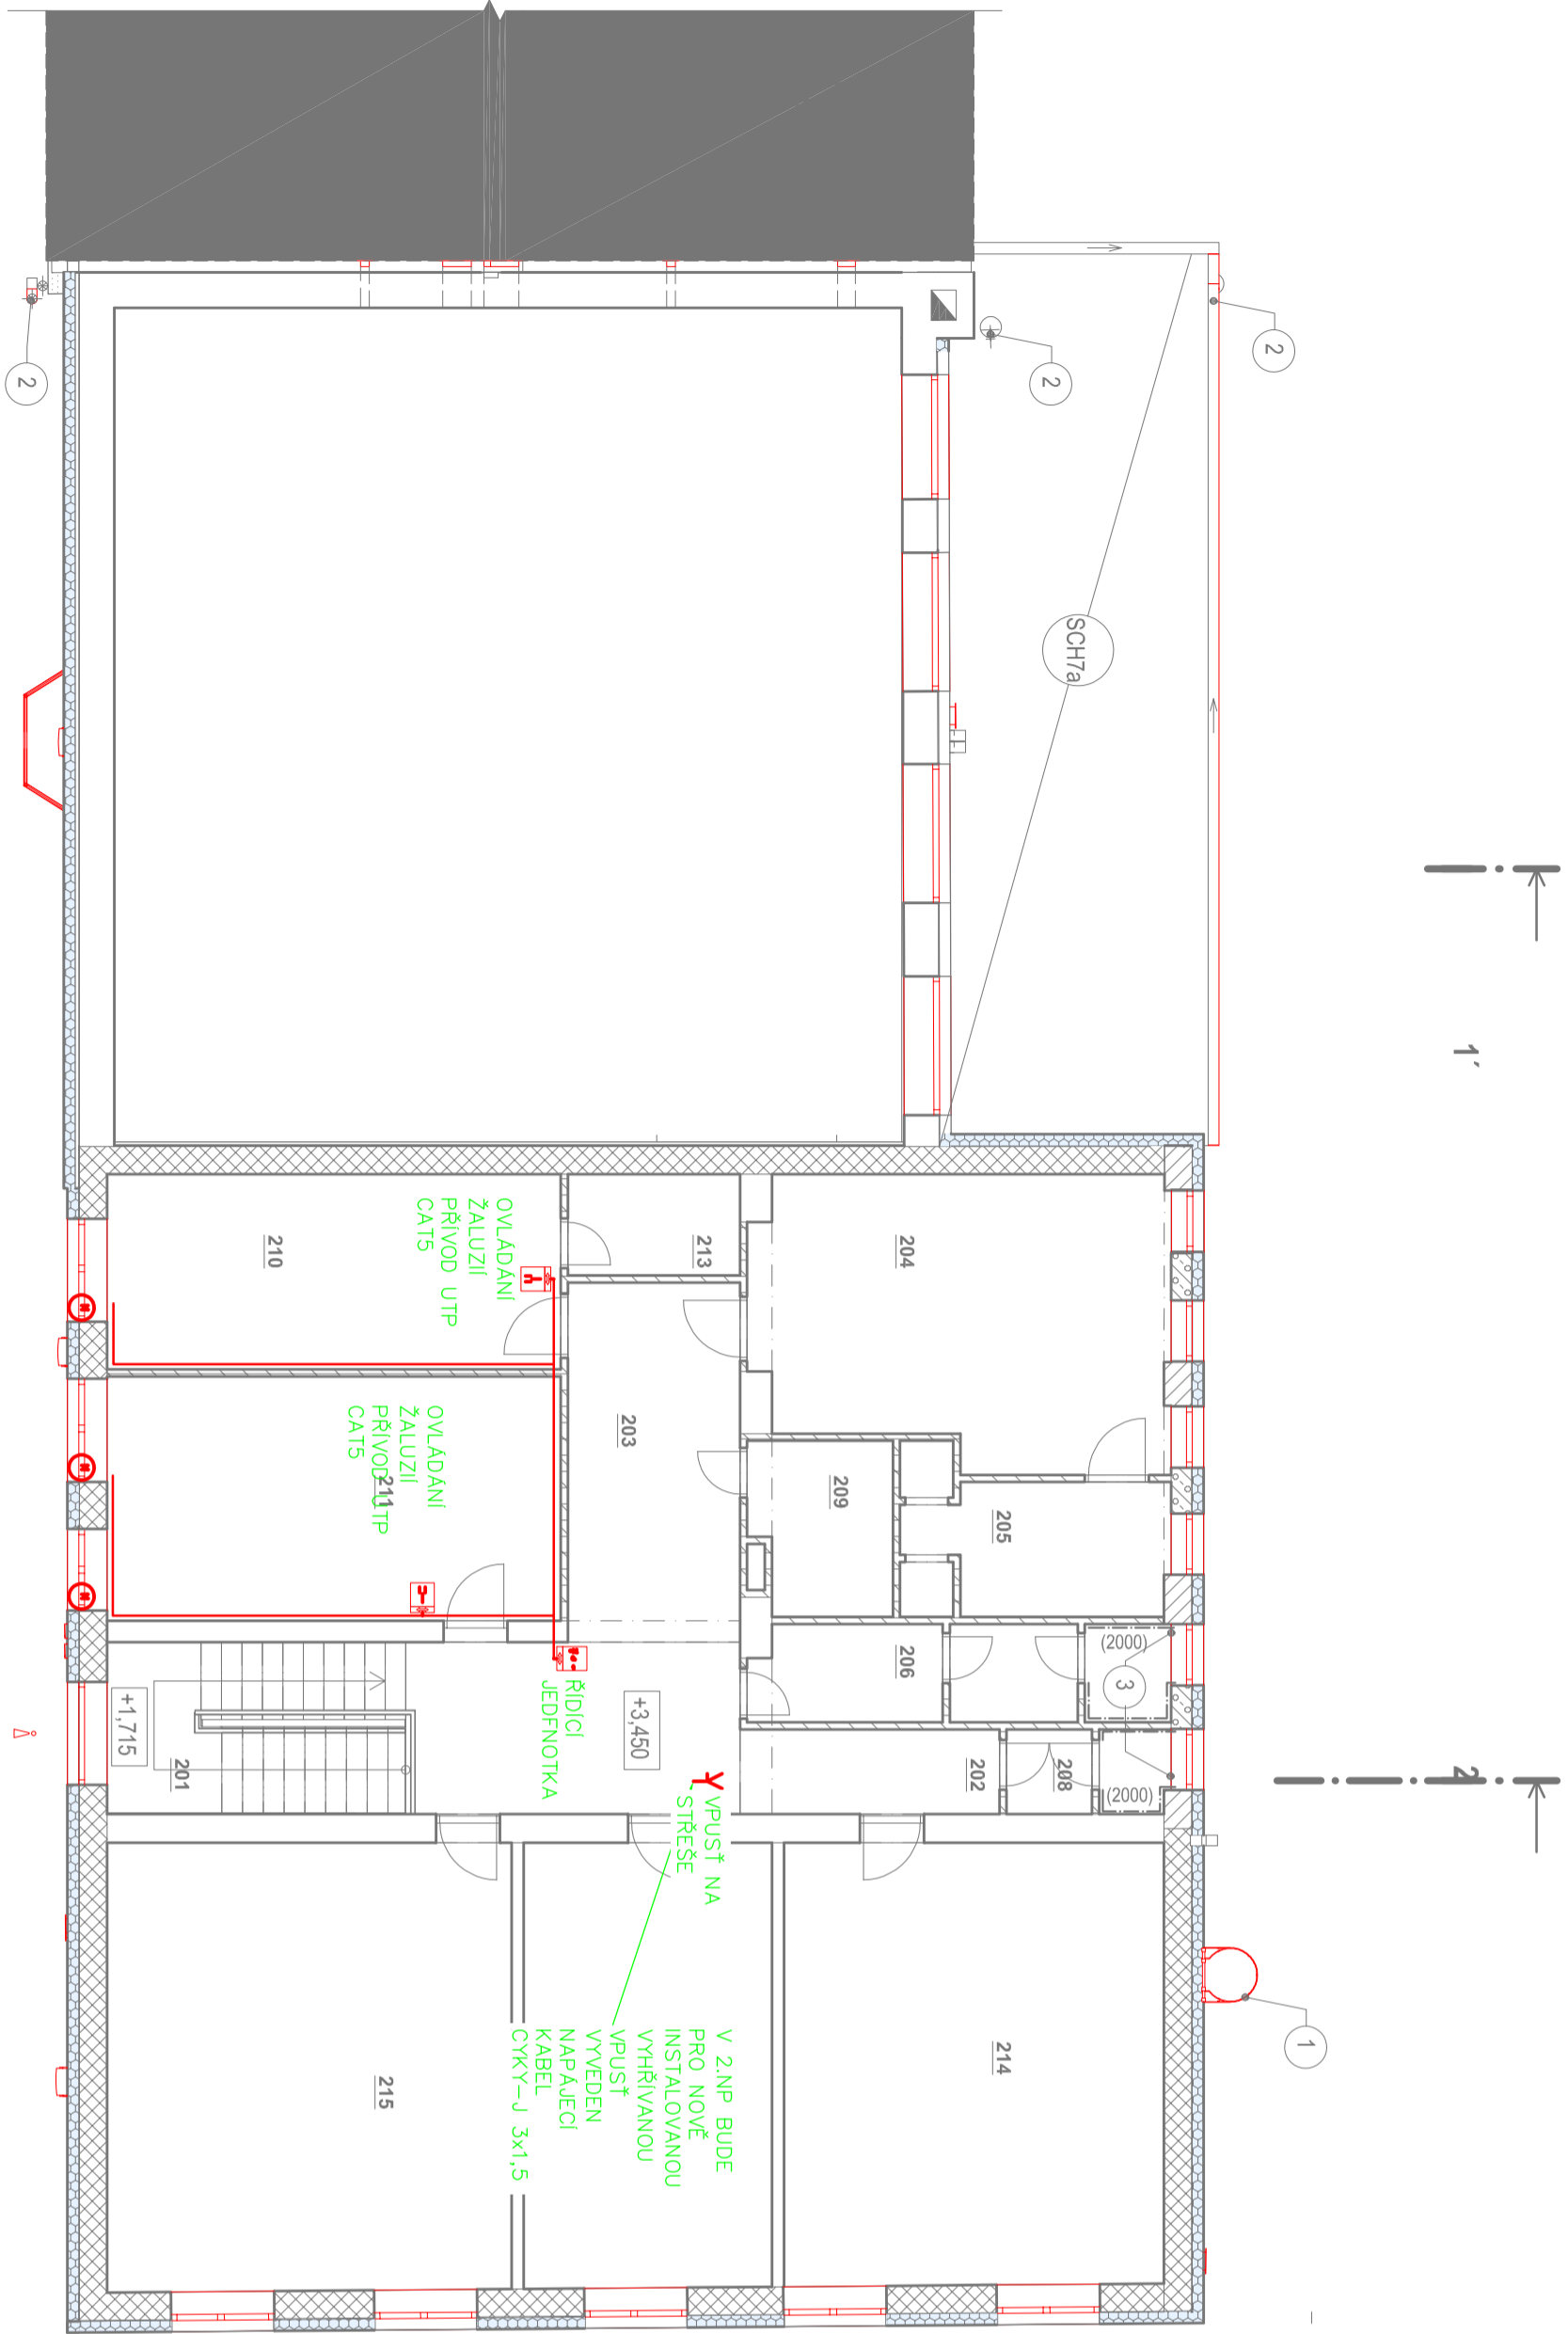 2
2
2
SCH7a
1´
2´
OVLÁDÁNÍ
ŽALUZIÍ
PŘÍVOD UTP
CAT5
210
213
204
OVLÁDÁNÍ
ŽALUZIÍ
PŘÍVOD UTP
CAT5
211
203
209
205
206
(2000)
3
(2000)
208
202
ŘÍDÍCÍ
JEDFNOTKA
+3,450
+1,715
201
VPUSŤ NA
STŘEŠE
V 2.NP BUDE
PRO NOVĚ
INSTALOVANOU
VYHŘÍVANOU
VPUSŤ
VYVEDEN
NAPÁJECÍ
KABEL
CYKY-J 3x1,5
1
214
215
M
M
M